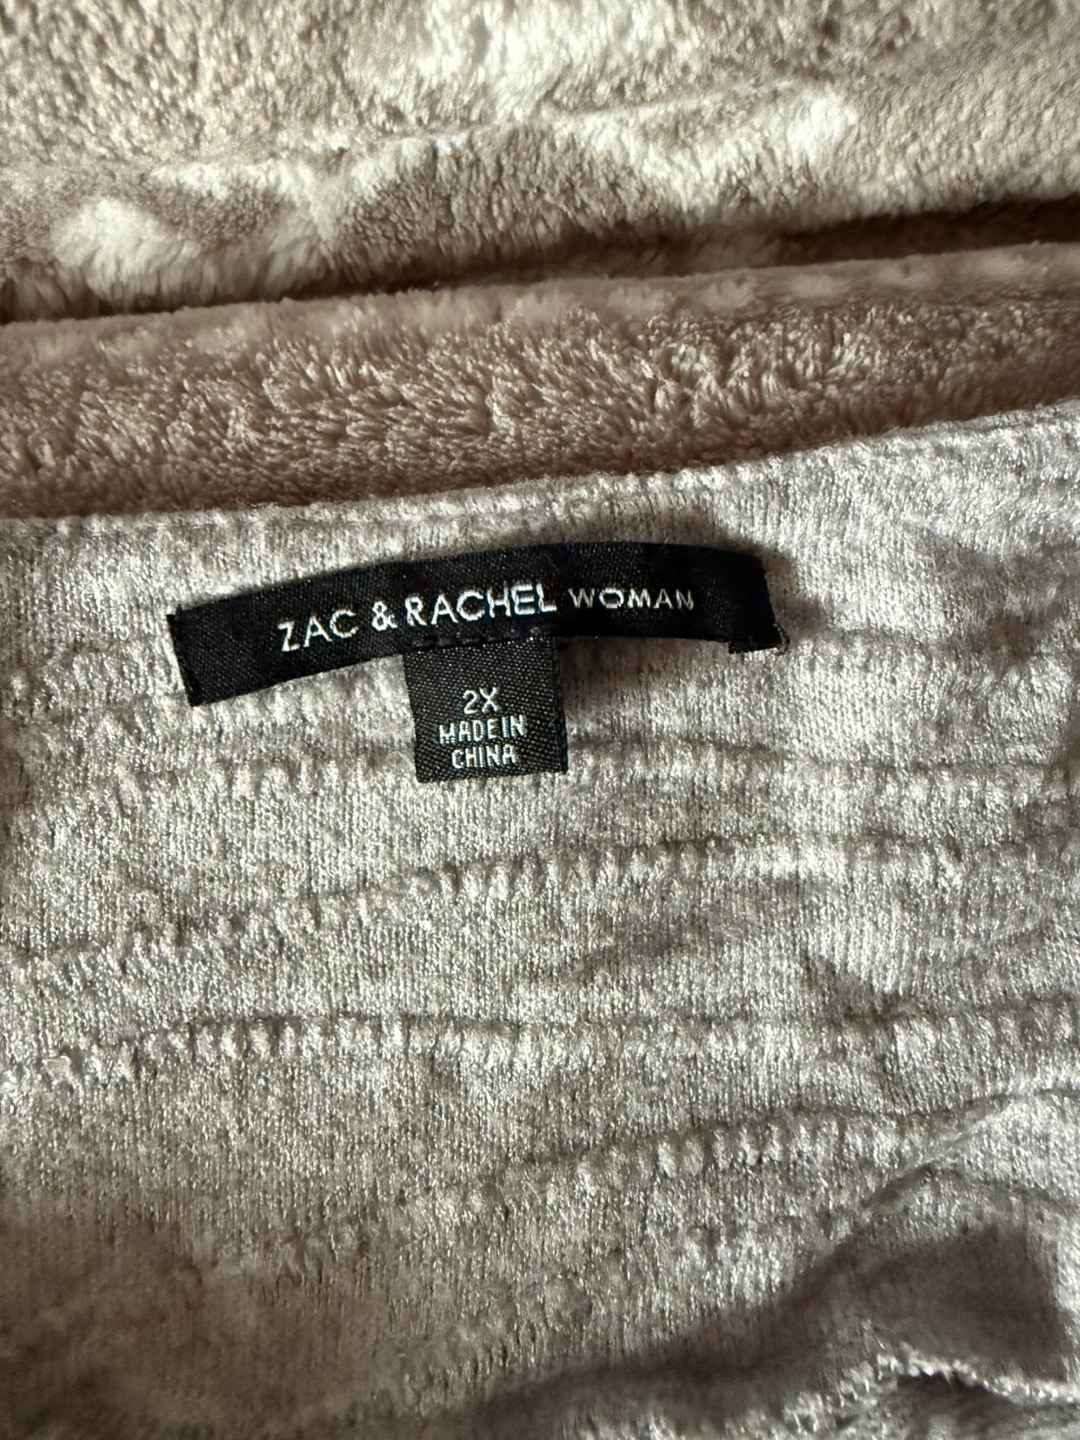 ZAC & RACHEL WOMAN
2X
MADE IN
CHINA